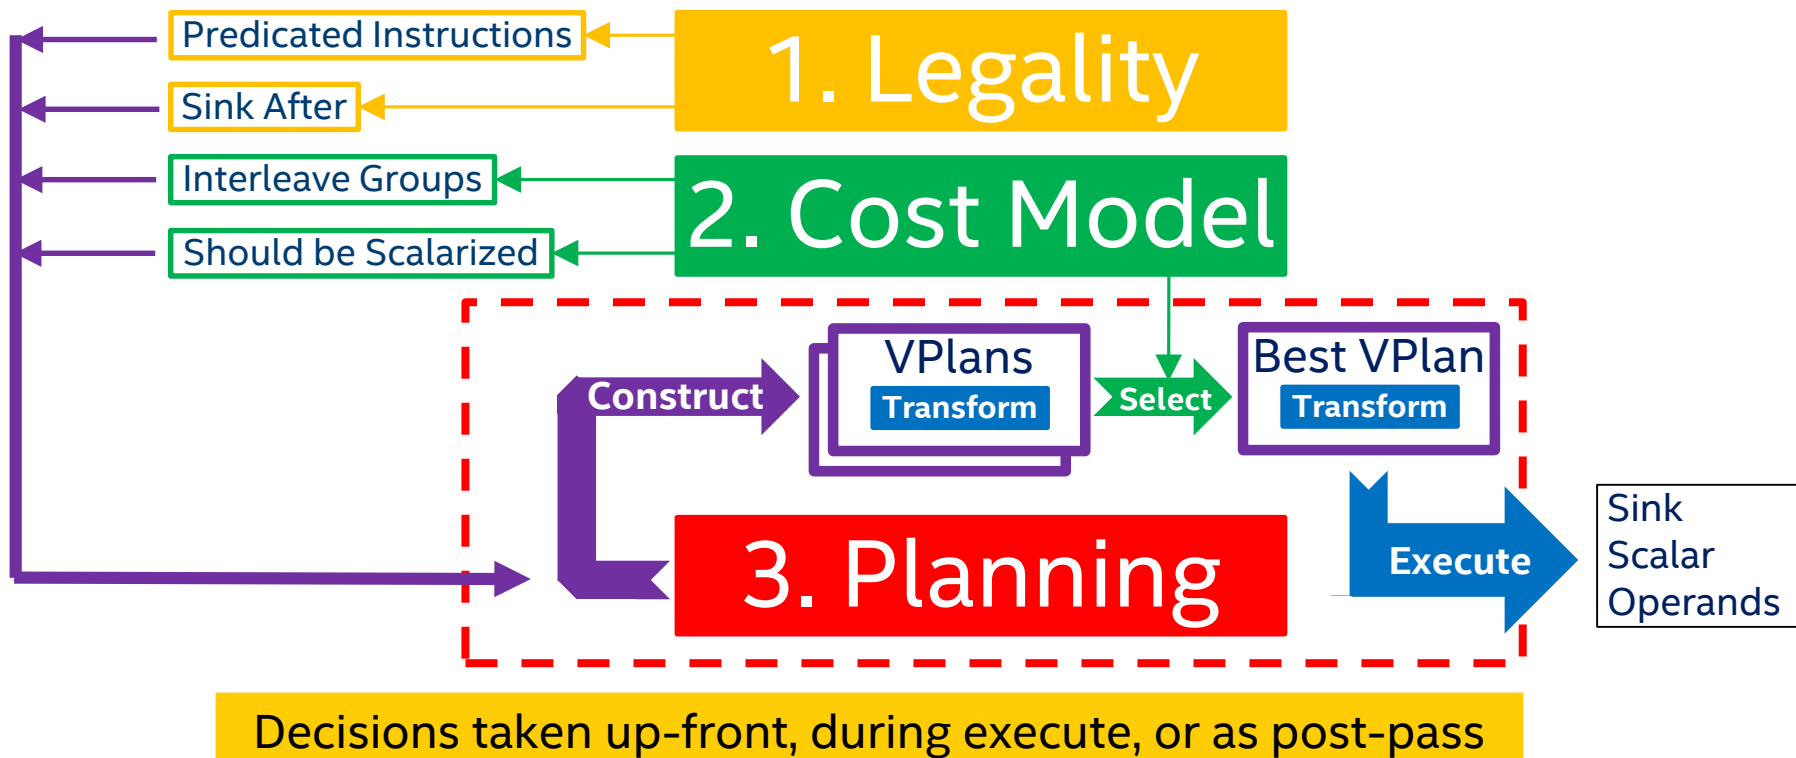 Predicated Instructions
1. Legality
Sink After
Interleave Groups
2. Cost Model
Should be Scalarized
VPlans
Transform
Best VPlan
Transform
Construct
Select
3. Planning
Execute
Sink
Scalar
Operands
Decisions taken up-front, during execute, or as post-pass